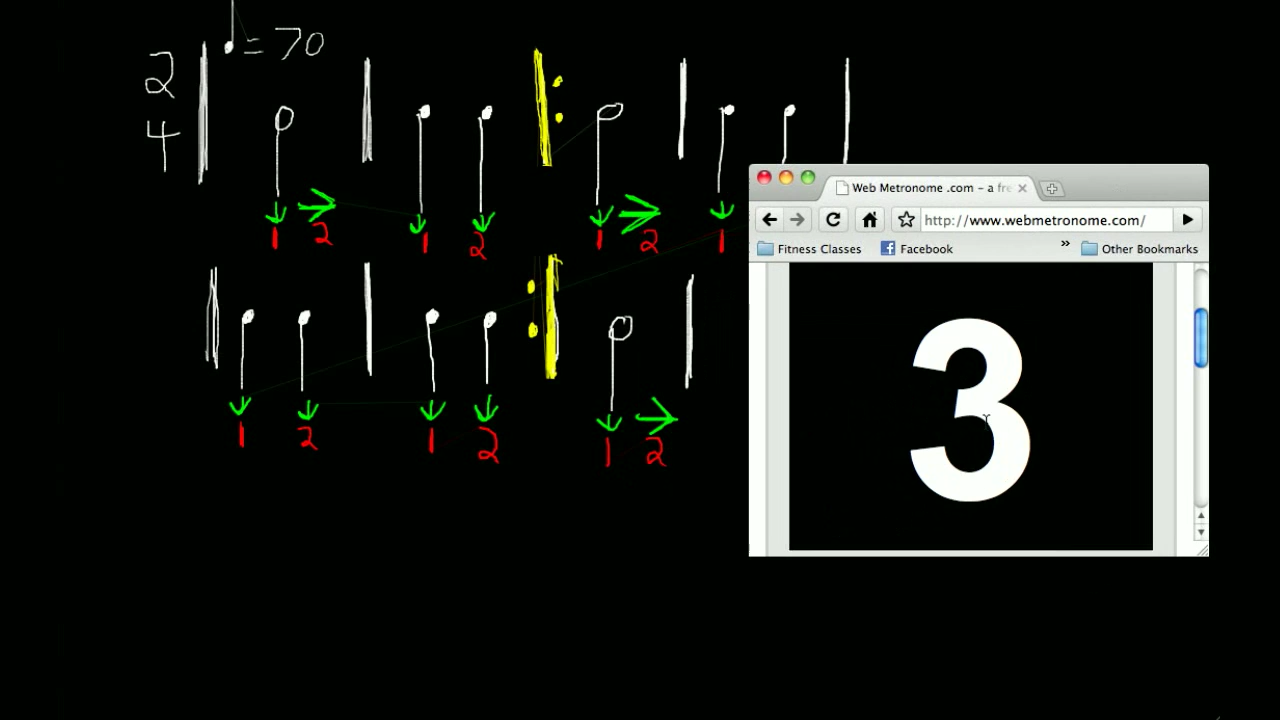 = 70
2
4
1 2 1 2 1 2 1
1 2 1 2 1 2
Web Metronome .com – a fre
http://www.webmetronome.com/
Fitness Classes Facebook » Other Bookmarks
3